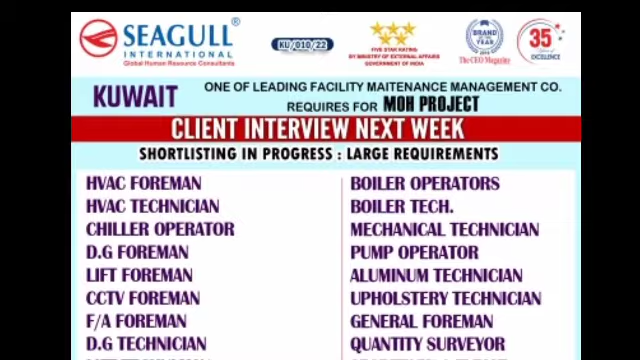 SEAGULL
INTERNATIONAL
Global Human Resource Consultants
KU/010/22
FIVE STAR RATING
BY MINISTRY OF EXTERNAL AFFAIRS
GOVERNMENT OF INDIA
BRAND
OF THE
YEAR
The CEO Magazine
35
Years of
EXCELLENCE
KUWAIT
ONE OF LEADING FACILITY MAITENANCE MANAGEMENT CO.
REQUIRES FOR MOH PROJECT
CLIENT INTERVIEW NEXT WEEK
SHORTLISTING IN PROGRESS : LARGE REQUIREMENTS
HVAC FOREMAN
HVAC TECHNICIAN
CHILLER OPERATOR
D.G FOREMAN
LIFT FOREMAN
CCTV FOREMAN
F/A FOREMAN
D.G TECHNICIAN
BOILER OPERATORS
BOILER TECH.
MECHANICAL TECHNICIAN
PUMP OPERATOR
ALUMINUM TECHNICIAN
UPHOLSTERY TECHNICIAN
GENERAL FOREMAN
QUANTITY SURVEYOR